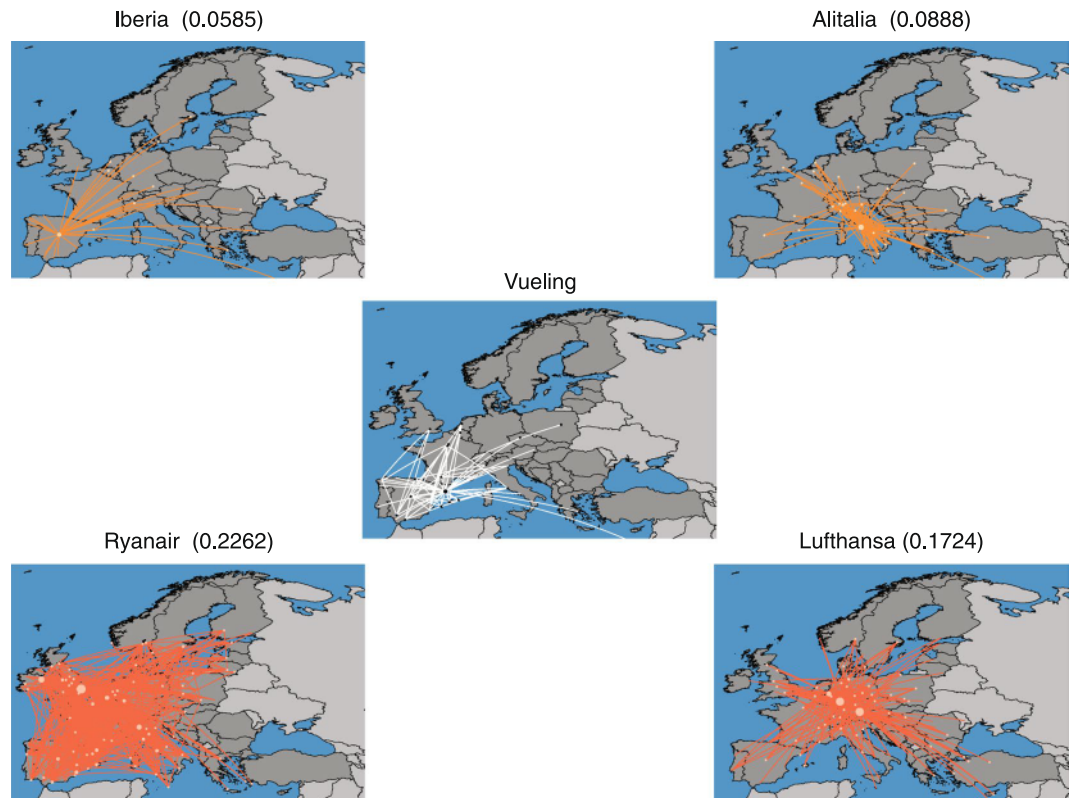 Iberia (0.0585)
Alitalia (0.0888)
Vueling
Ryanair (0.2262)
Lufthansa (0.1724)